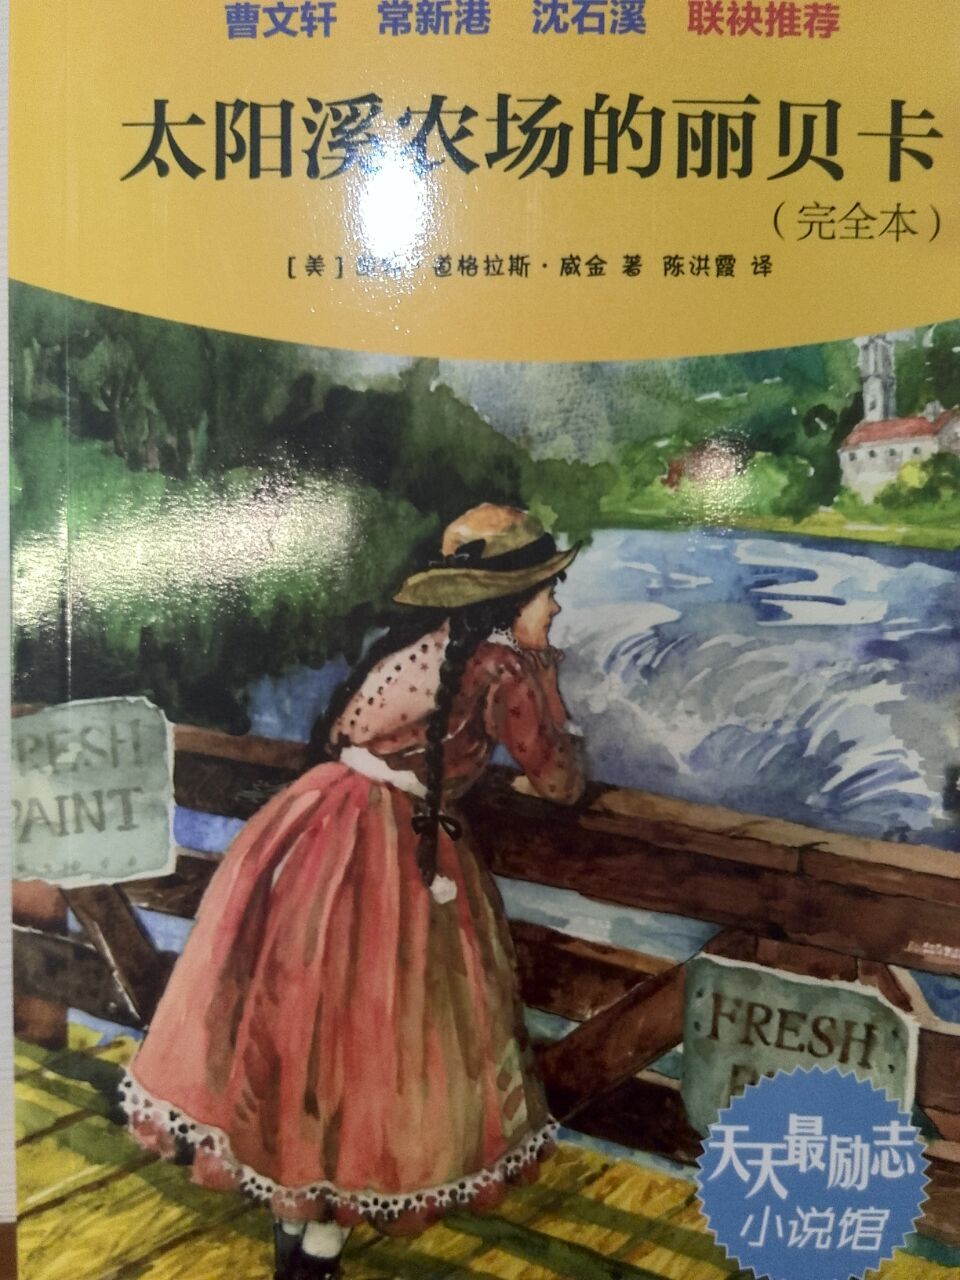 曹文轩 常新港 沈石溪 联袂推荐
太阳溪农场的丽贝卡
（完全本）
[美] 道格拉斯·威金 著 陈洪霞 译
FRESH
PAINT
FRESH
天天最励志
小说馆